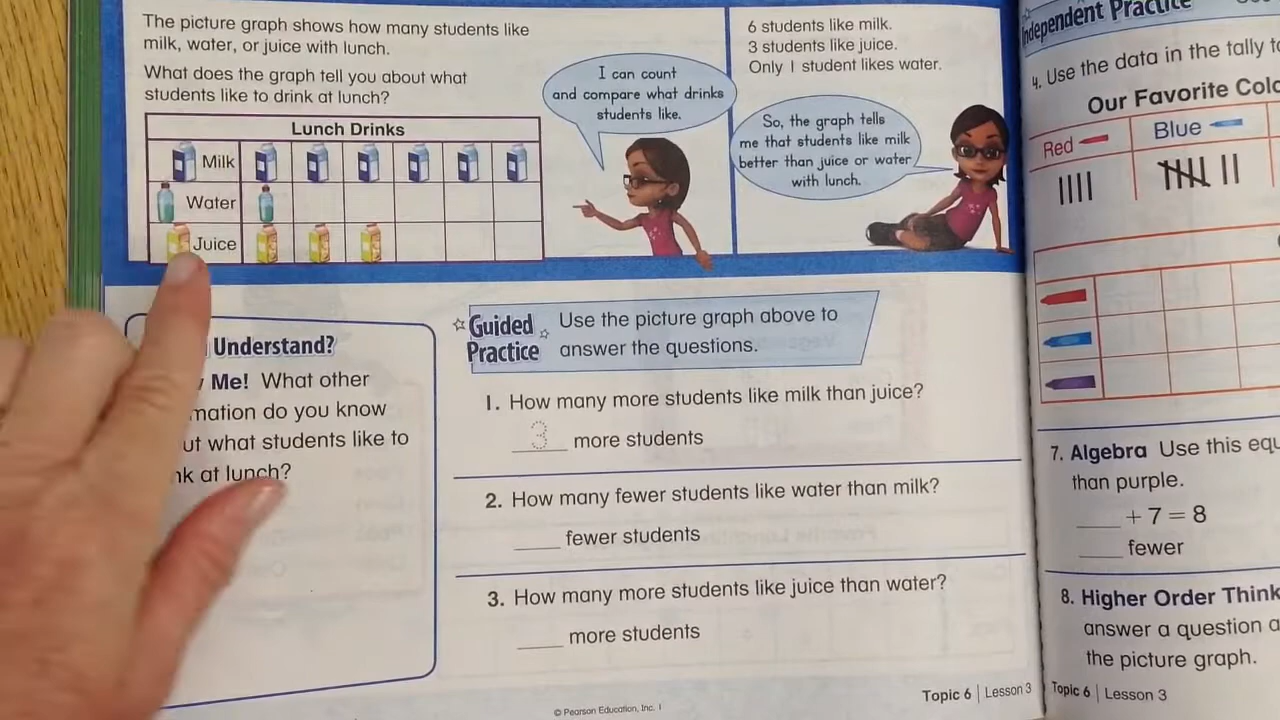 The picture graph shows how many students like
milk, water, or juice with lunch.
What does the graph tell you about what
students like to drink at lunch?
Lunch Drinks
Milk
Water
Juice
I can count
and compare what drinks
students like.
6 students like milk.
3 students like juice.
Only 1 student likes water.
So, the graph tells
me that students like milk
better than juice or water
with lunch.
Understand?
Me! What other
do you know
what students like to
at lunch?
Guided
Practice
Use the picture graph above to
answer the questions.
1. How many more students like milk than juice?
3 more students
2. How many fewer students like water than milk?
____ fewer students
3. How many more students like juice than water?
____ more students
© Pearson Education, Inc. 1
Topic 6 | Lesson 3
Independent Practice
4. Use the data in the tally
Our Favorite
Red
Blue
7. Algebra Use this
than purple.
____ + 7 = 8
____ fewer
8. Higher Order
answer a question
the picture graph.
Topic 6 | Lesson 3